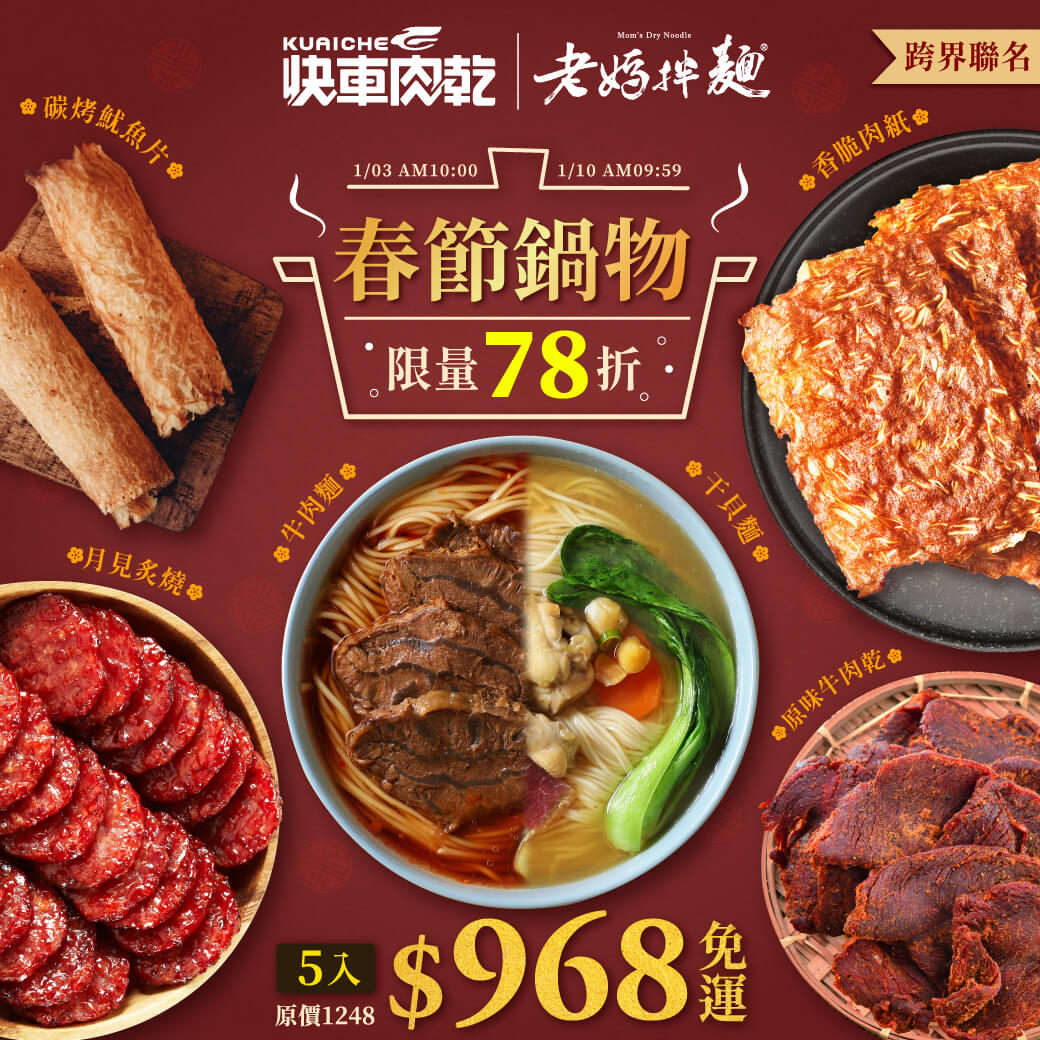 KUAICHE
快車肉乾
Mom's Dry Noodle
老媽拌麵®
跨界聯名
碳烤魷魚片
香脆肉紙
1/03 AM10:00
1/10 AM09:59
春節鍋物
限量78折
牛肉麵
干貝麵
月見炙燒
原味牛肉乾
5入
原價1248
$968免運